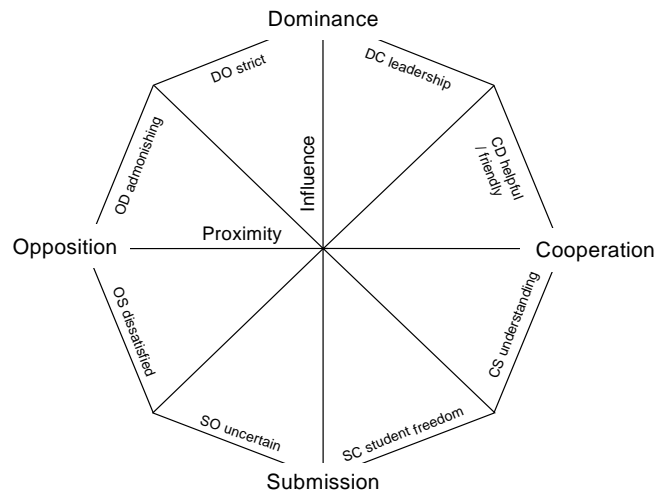 Dominance
DO strict
DC leadership
OD admonishing
CD helpful
/ friendly
Influence
Proximity
Opposition
Cooperation
OS dissatisfied
CS understanding
SO uncertain
SC student freedom
Submission